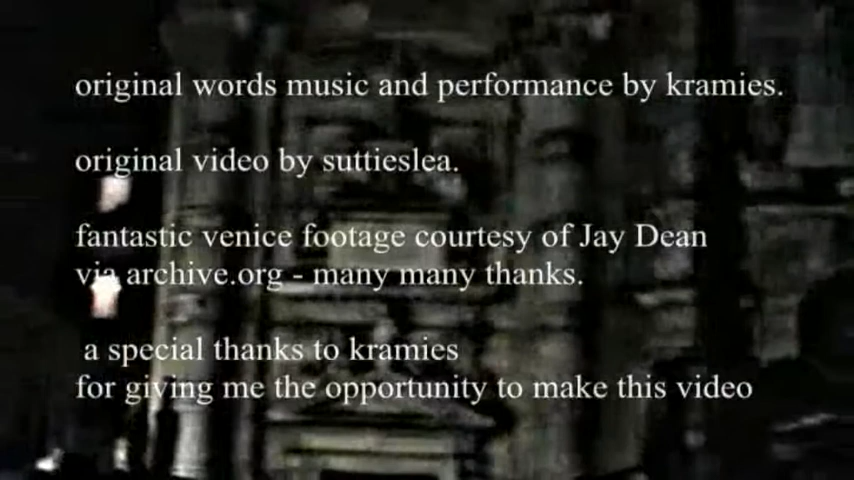 original words music and performance by kramies.
original video by suttieslea.
fantastic venice footage courtesy of Jay Dean
via archive.org - many many thanks.
a special thanks to kramies
for giving me the opportunity to make this video